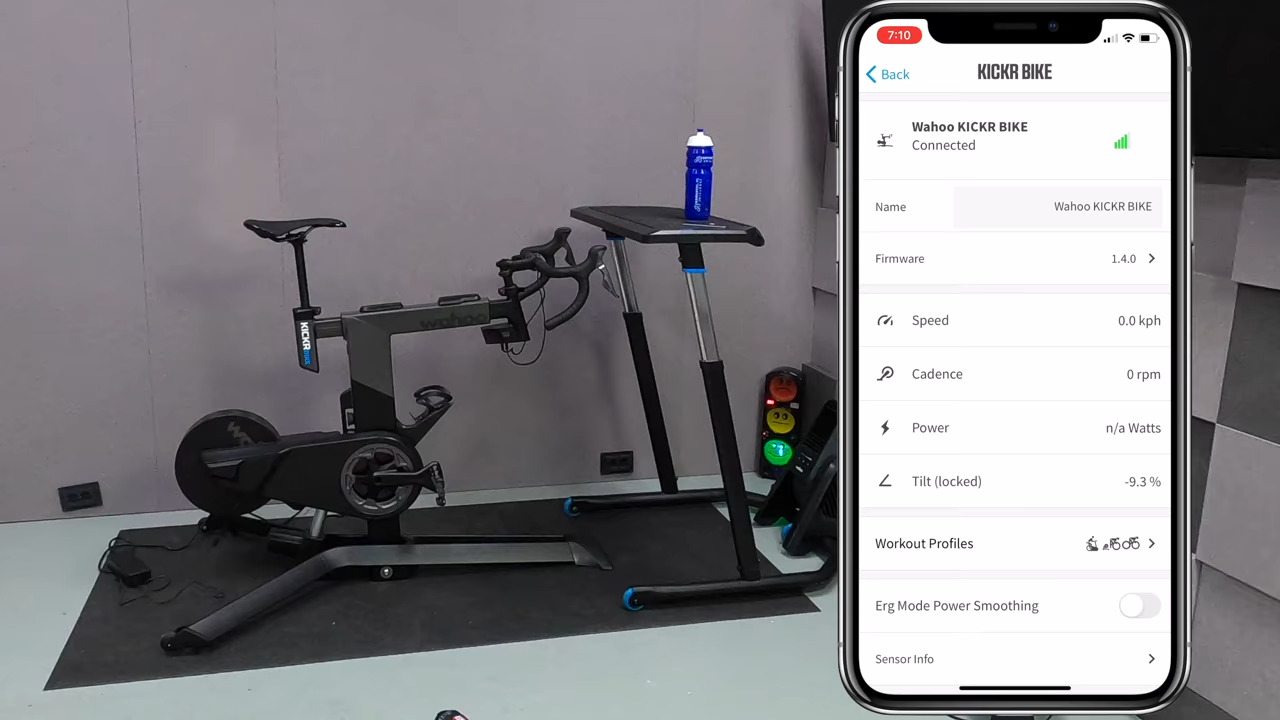 7:10
Back
KICKR BIKE
Wahoo KICKR BIKE
Connected
Name
Wahoo KICKR BIKE
Firmware
1.4.0
Speed
0.0 kph
Cadence
0 rpm
Power
n/a Watts
Tilt (locked)
-9.3 %
Workout Profiles
Erg Mode Power Smoothing
Sensor Info
wahoo
KICKR